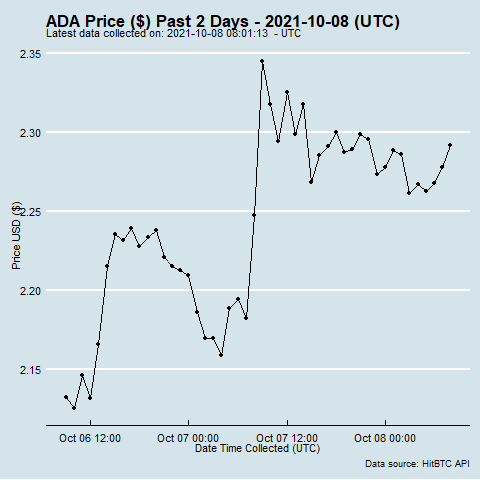 ADA Price ($) Past 2 Days - 2021-10-08 (UTC)
Latest data collected on: 2021-10-08 08:01:13  - UTC
2.35
2.30
2.25
2.20
2.15
Price USD ($)
Oct 06 12:00
Oct 07 00:00
Oct 07 12:00
Oct 08 00:00
Date Time Collected (UTC)
Data source: HitBTC API